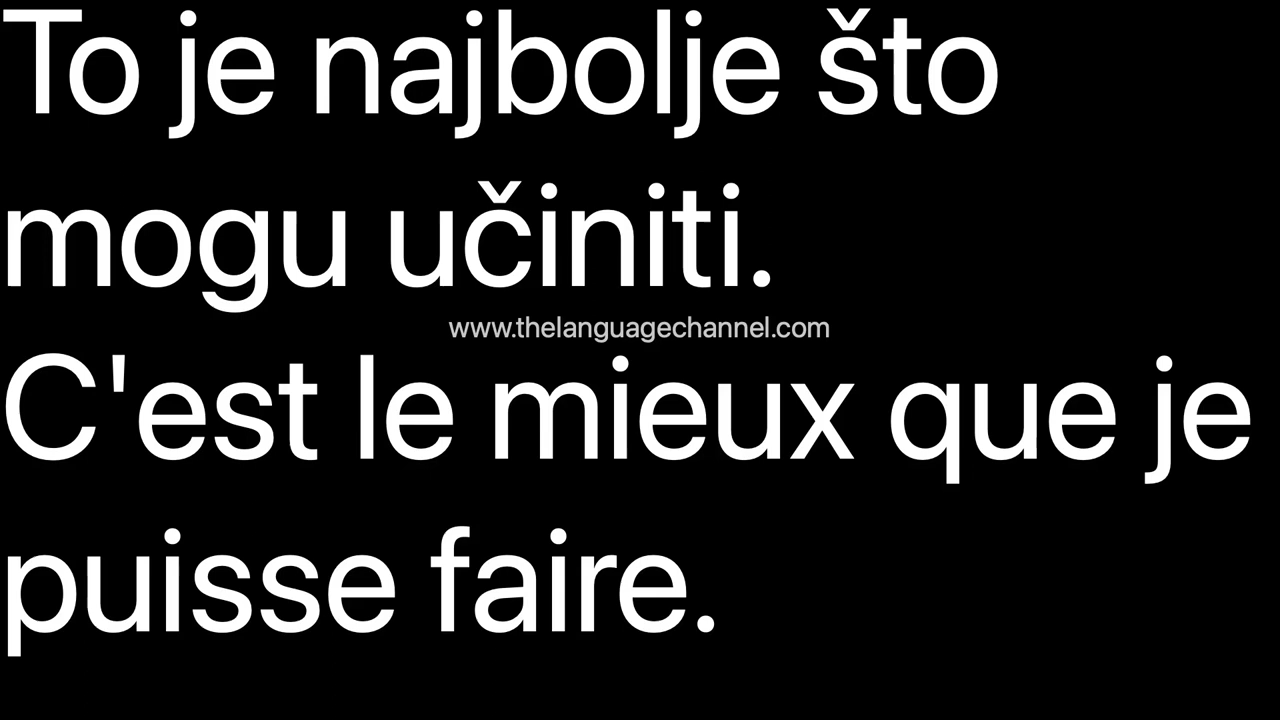 To je najbolje što
mogu učiniti.
www.thelanguagechannel.com
C'est le mieux que je
puisse faire.